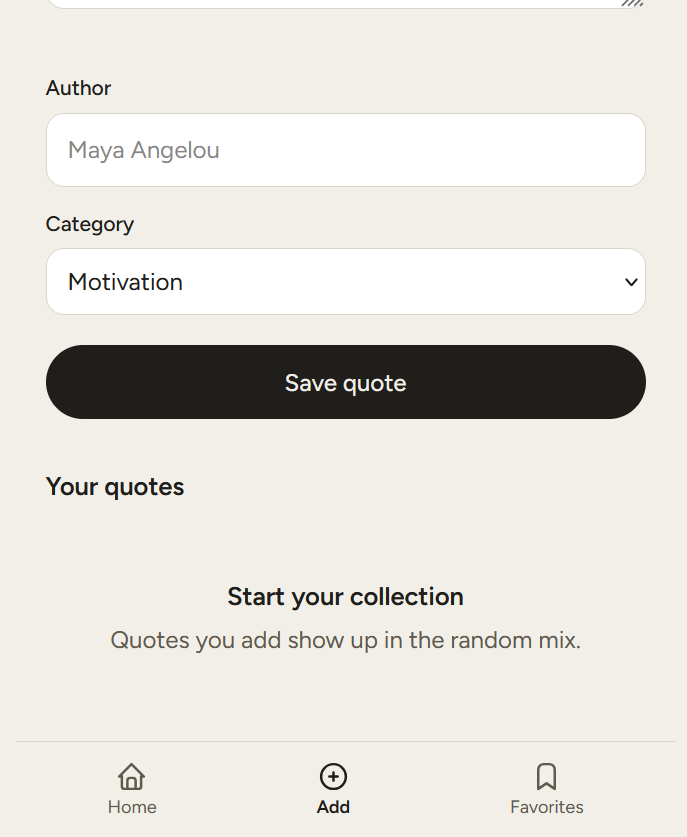 Author
Maya Angelou
Category
Motivation
Save quote
Your quotes
Start your collection
Quotes you add show up in the random mix.
Home
Add
Favorites